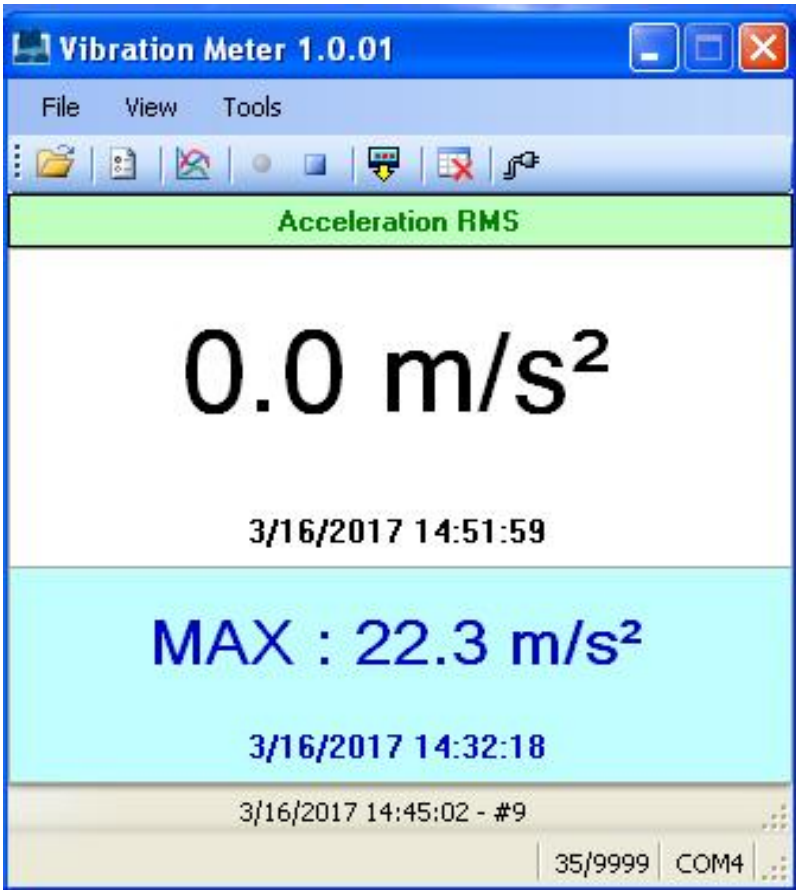 Vibration Meter 1.0.01
File View Tools
Acceleration RMS
0.0 m/s²
3/16/2017 14:51:59
MAX : 22.3 m/s²
3/16/2017 14:32:18
3/16/2017 14:45:02 - #9
35/9999 COM4